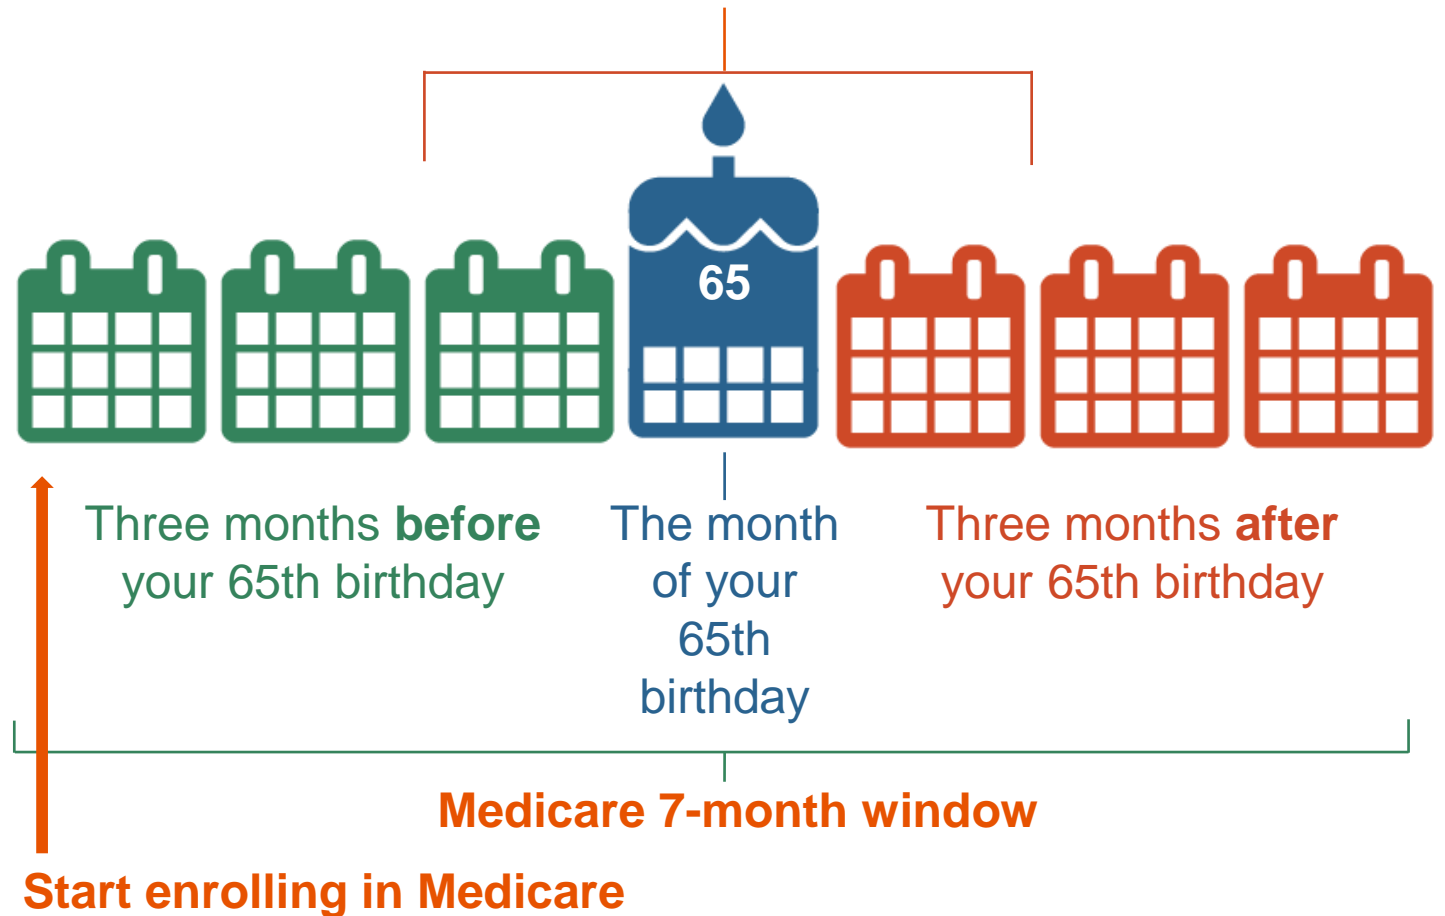 65
Three months before
your 65th birthday
The month
of your
65th
birthday
Three months after
your 65th birthday
Medicare 7-month window
Start enrolling in Medicare